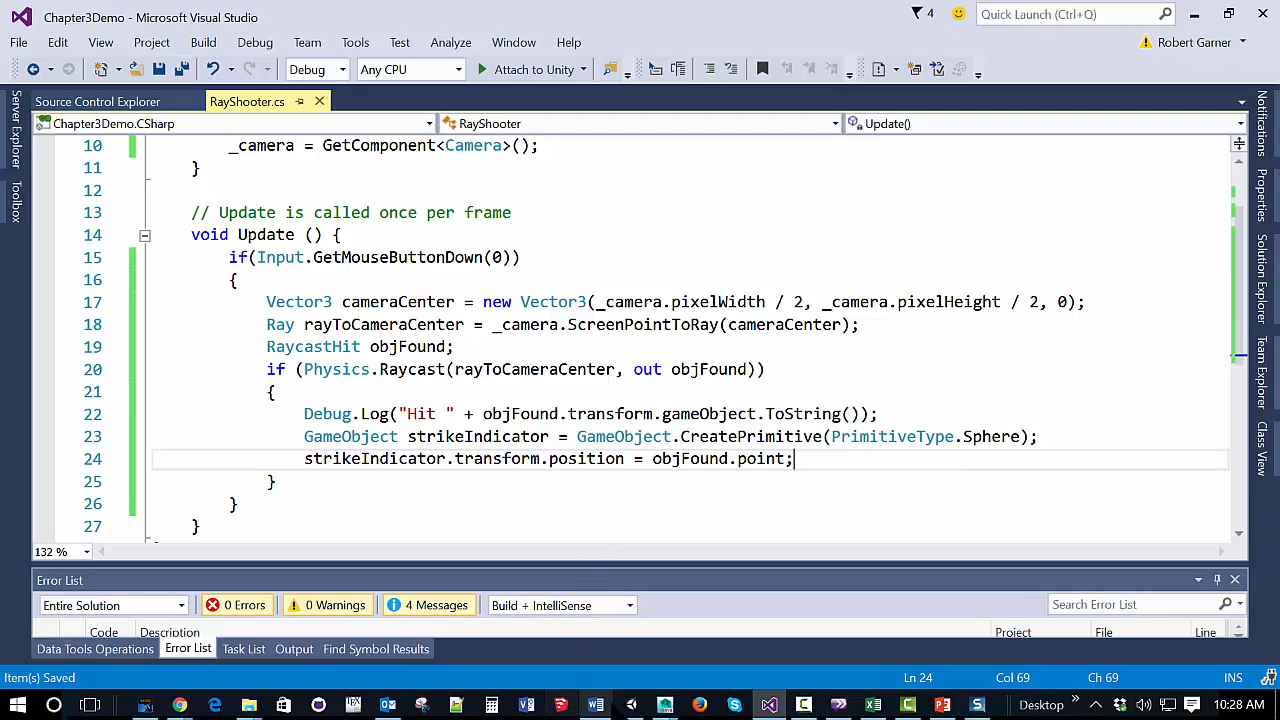 Chapter3Demo - Microsoft Visual Studio
4
Quick Launch (Ctrl+Q)
File Edit View Project Build Debug Team Tools Test Analyze Window Help
Robert Garner
Debug
Any CPU
Attach to Unity
Server Explorer
Toolbox
Source Control Explorer
RayShooter.cs
Chapter3Demo.CSharp
RayShooter
Update()
10 _camera = GetComponent<Camera>();
11 }
12
13 // Update is called once per frame
14 void Update () {
15 if(Input.GetMouseButtonDown(0))
16 {
17 Vector3 cameraCenter = new Vector3(_camera.pixelWidth / 2, _camera.pixelHeight / 2, 0);
18 Ray rayToCameraCenter = _camera.ScreenPointToRay(cameraCenter);
19 RaycastHit objFound;
20 if (Physics.Raycast(rayToCameraCenter, out objFound))
21 {
22 Debug.Log("Hit " + objFound.transform.gameObject.ToString());
23 GameObject strikeIndicator = GameObject.CreatePrimitive(PrimitiveType.Sphere);
24 strikeIndicator.transform.position = objFound.point;
25 }
26 }
27 }
132 %
Notifications
Properties
Solution Explorer
Team Explorer
Class View
Error List
Entire Solution
0 Errors
0 Warnings
4 Messages
Build + IntelliSense
Search Error List
Code Description Project File Line
Data Tools Operations Error List Task List Output Find Symbol Results
Item(s) Saved
Ln 24 Col 69 Ch 69 INS
Desktop
10:28 AM